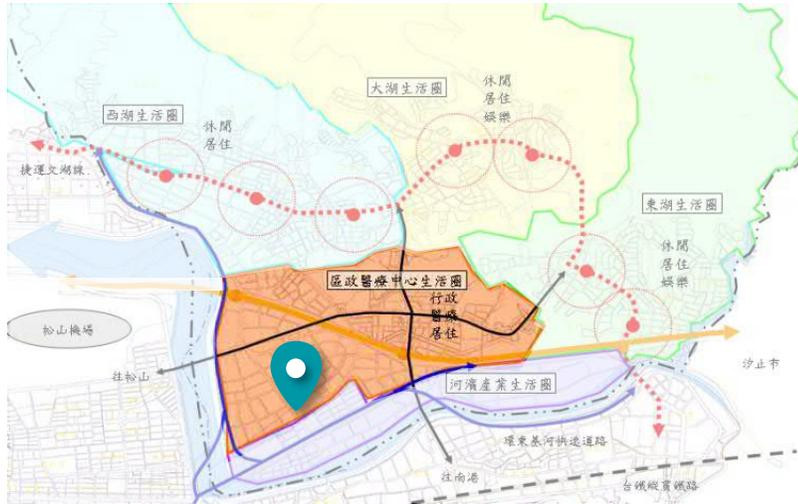 大湖生活圈
休閒
居住
娛樂
西湖生活圈
休閒
居住
捷運文湖線
東湖生活圈
休閒
居住
娛樂
區政醫療中心生活圈
行政
醫療
居住
松山機場
往松山
汐止市
河濱產業生活圈
環東基河快速道路
往南港
台鐵縱貫鐵路